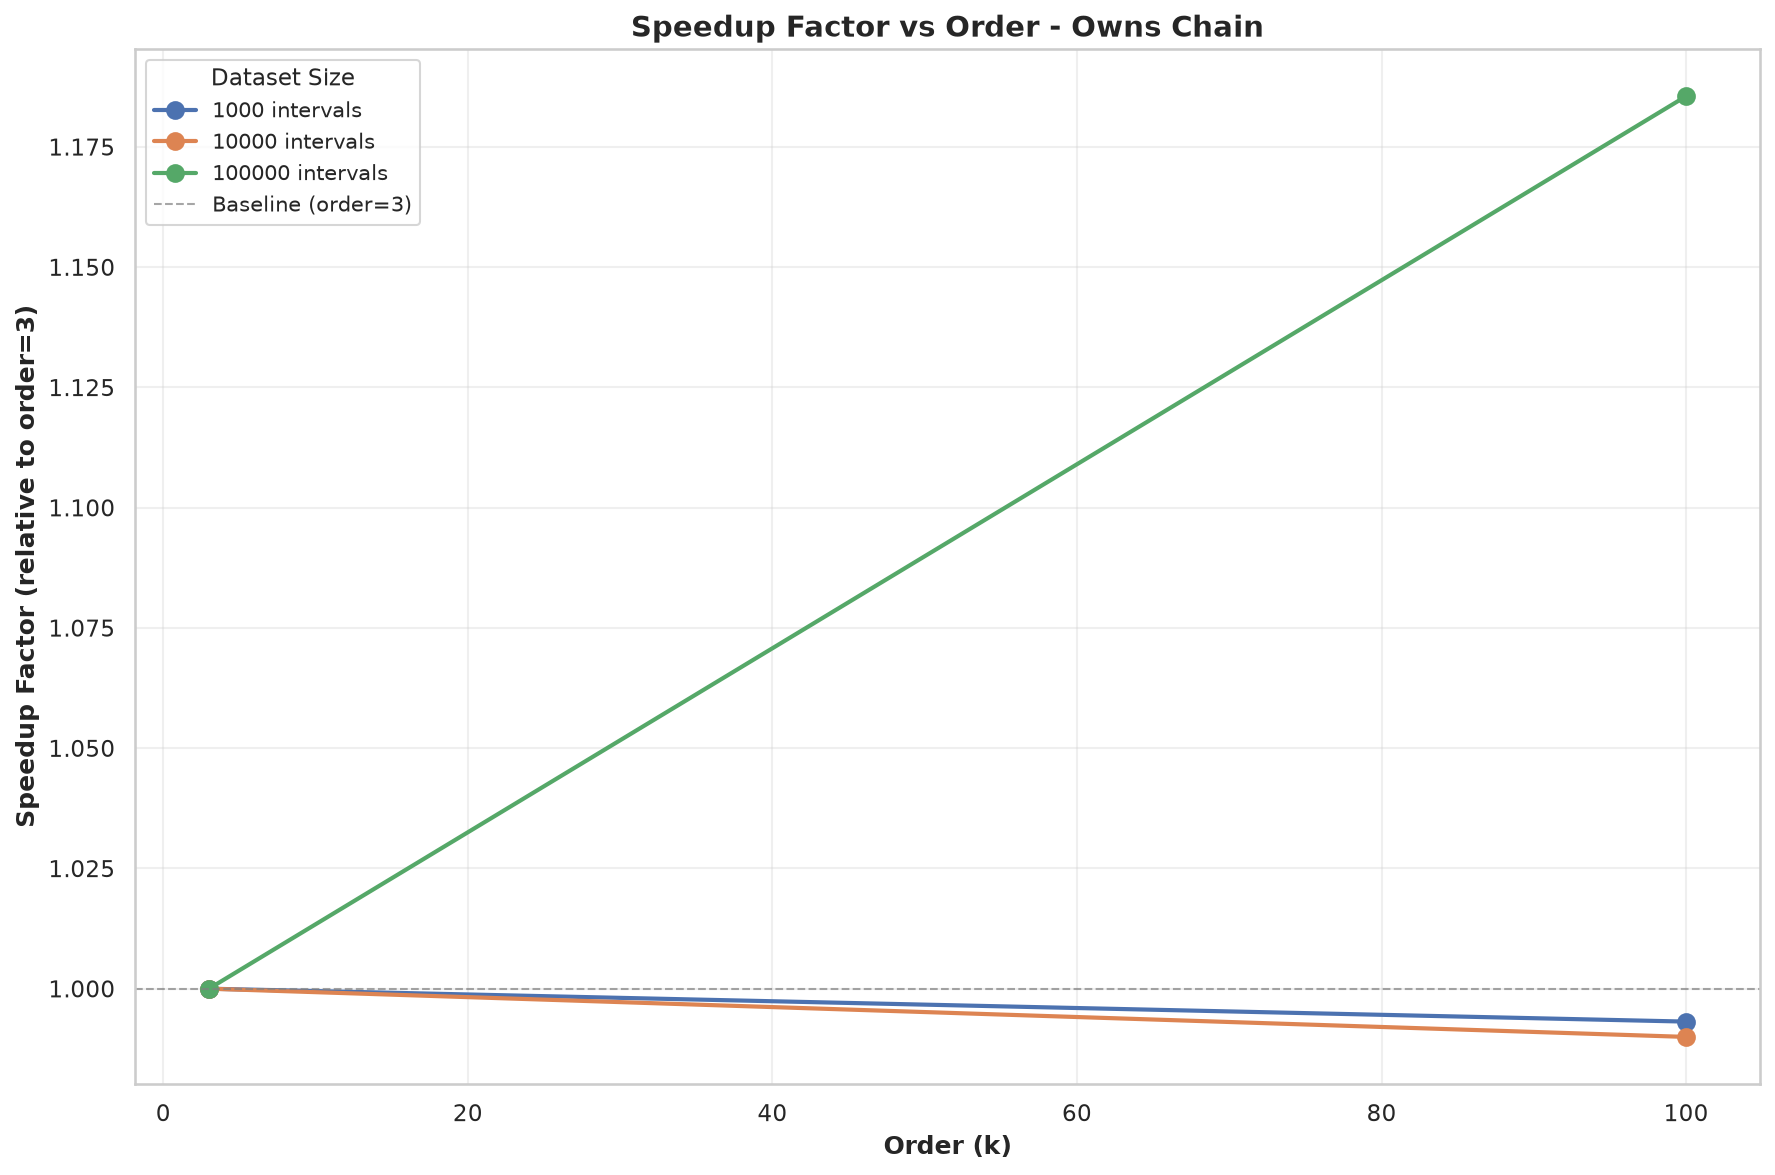 Speedup Factor vs Order - Owns Chain
Dataset Size
1000 intervals
10000 intervals
100000 intervals
Baseline (order=3)
Speedup Factor (relative to order=3)
1.175
1.150
1.125
1.100
1.075
1.050
1.025
1.000
0 20 40 60 80 100
Order (k)